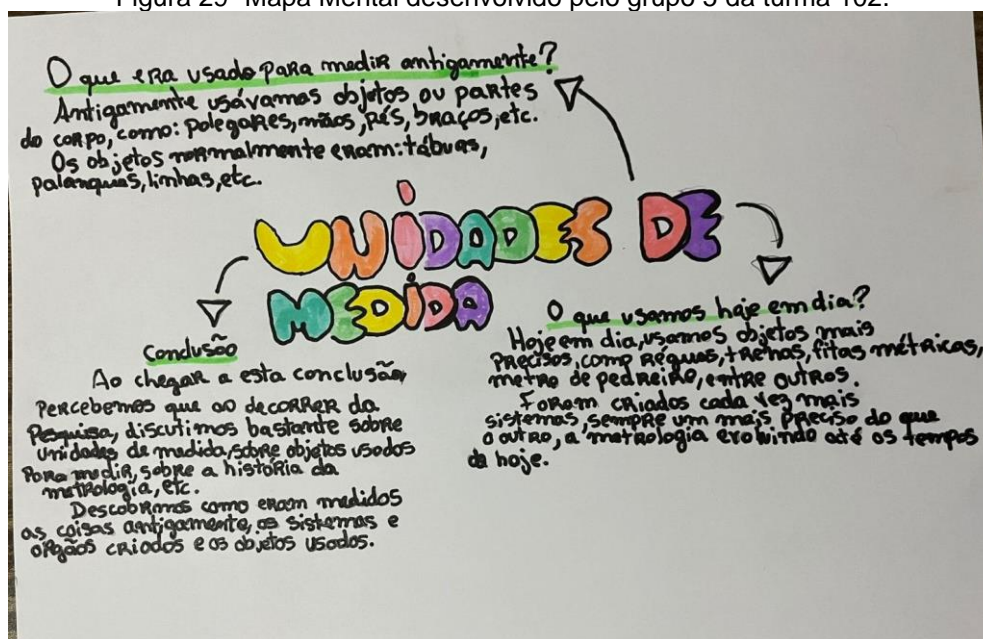 Figura 29- Mapa Mental desenvolvido pelo grupo 3 da turma 102.
O que era usado para medir antigamente?
Antigamente usávamos objetos ou partes
do corpo, como: polegares, mãos, pés, braços, etc.
Os objetos normalmente eram: tábuas,
palanquis, linhas, etc.
UNIDADES DE
MEDIDA
Conclusão
Ao chegar a esta conclusão
percebemos que ao decorrer da
pesquisa, discutimos bastante sobre
unidades de medida, sobre objetos usados
para medir, sobre a história da
metrologia, etc.
Descobrimos como eram medidos
as coisas antigamente, os sistemas e
orgãos criados e os objetos usados.
O que usamos hoje em dia?
Hoje em dia, usamos objetos mais
precisos, como réguas, trenas, fitas métricas,
metro de pedreiro, entre outros.
Foram criados cada vez mais
sistemas, sempre um mais preciso do que
o outro, a metrologia evoluindo até os tempos
de hoje.